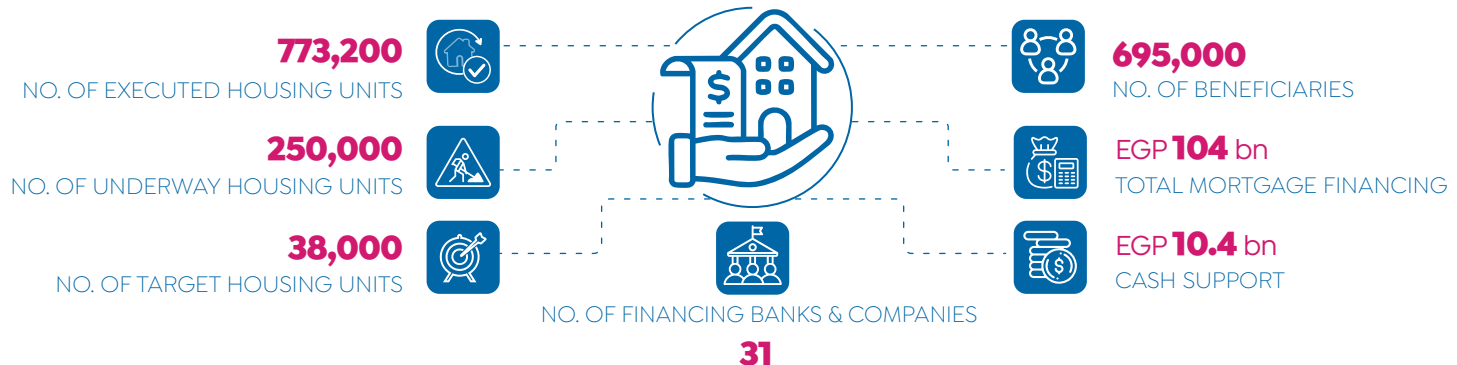 773,200
NO. OF EXECUTED HOUSING UNITS
250,000
NO. OF UNDERWAY HOUSING UNITS
38,000
NO. OF TARGET HOUSING UNITS
695,000
NO. OF BENEFICIARIES
EGP 104 bn
TOTAL MORTGAGE FINANCING
EGP 10.4 bn
CASH SUPPORT
NO. OF FINANCING BANKS & COMPANIES
31